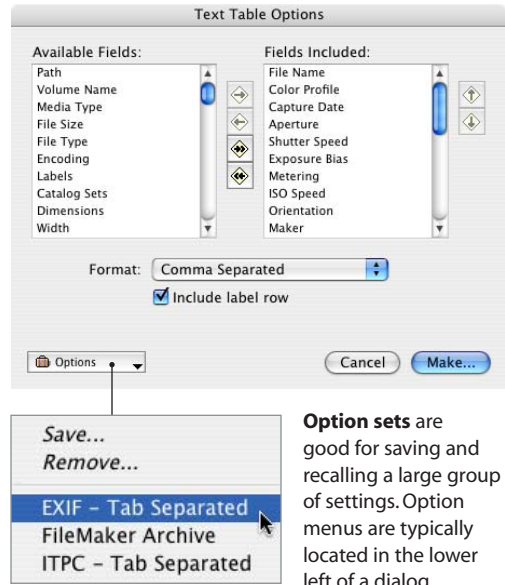 Text Table Options
Available Fields:
Path
Volume Name
Media Type
File Size
File Type
Encoding
Labels
Catalog Sets
Dimensions
Width
Fields Included:
File Name
Color Profile
Capture Date
Aperture
Shutter Speed
Exposure Bias
Metering
ISO Speed
Orientation
Maker
Format: Comma Separated
Include label row
Options
Cancel
Make...
Save...
Remove...
EXIF – Tab Separated
FileMaker Archive
ITPC – Tab Separated
Option sets are
good for saving and
recalling a large group
of settings. Option
menus are typically
located in the lower
left of a dialog